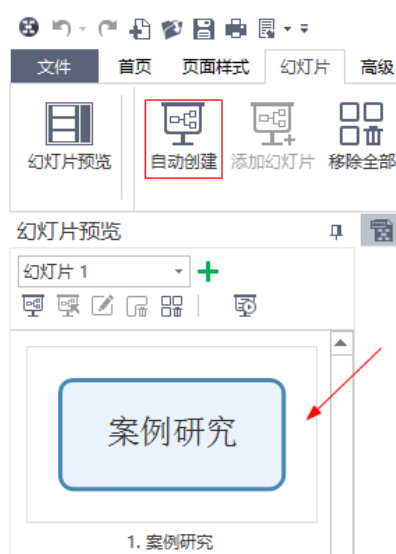 文件 首页 页面样式 幻灯片 高级
幻灯片预览 自动创建 添加幻灯片 移除全部
幻灯片预览
幻灯片 1
案例研究
1. 案例研究